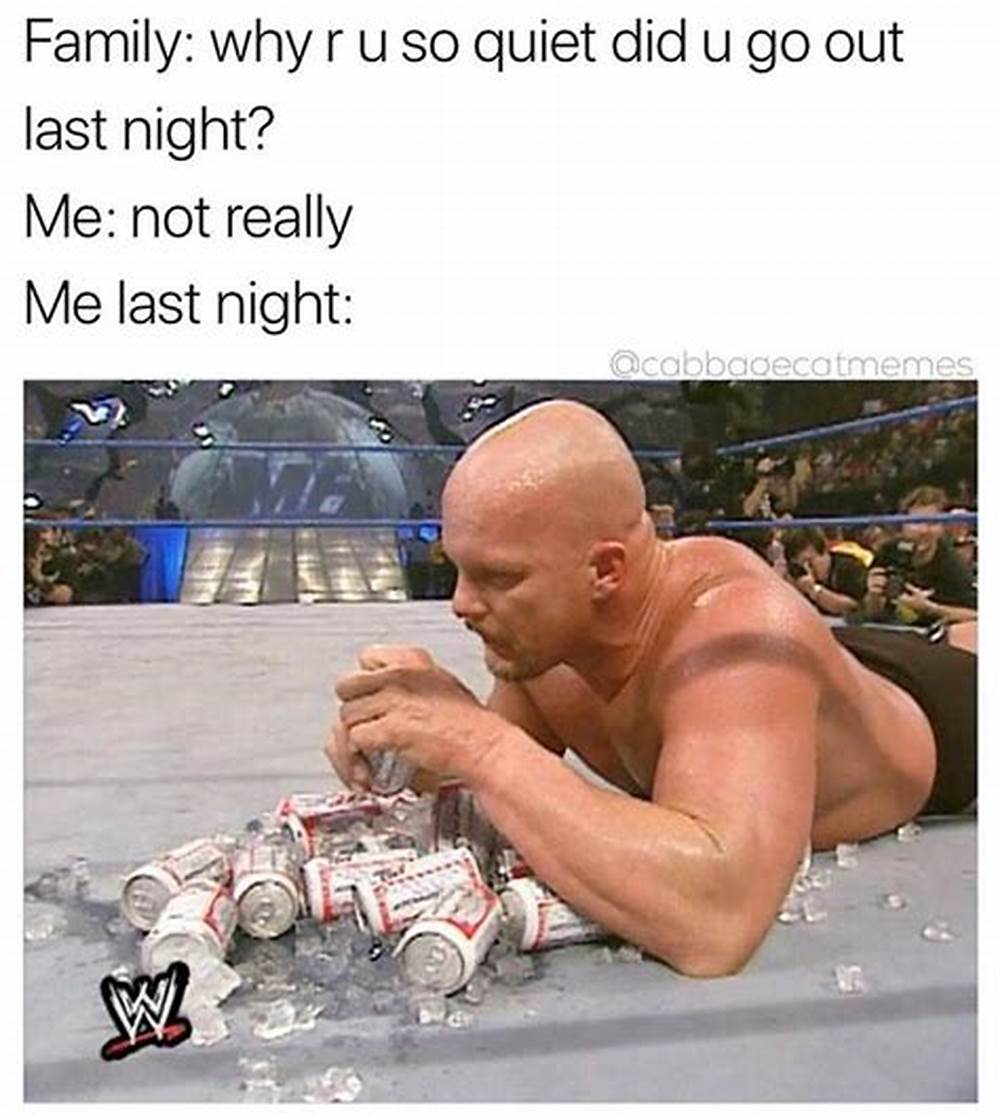 Family: why r u so quiet did u go out
last night?
Me: not really
Me last night:
@cabbagecatmemes
W